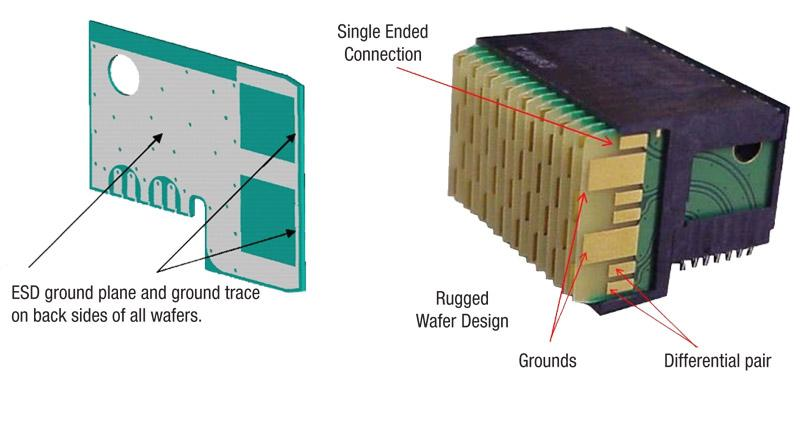 Single Ended
Connection
ESD ground plane and ground trace
on back sides of all wafers.
Rugged
Wafer Design
Grounds
Differential pair